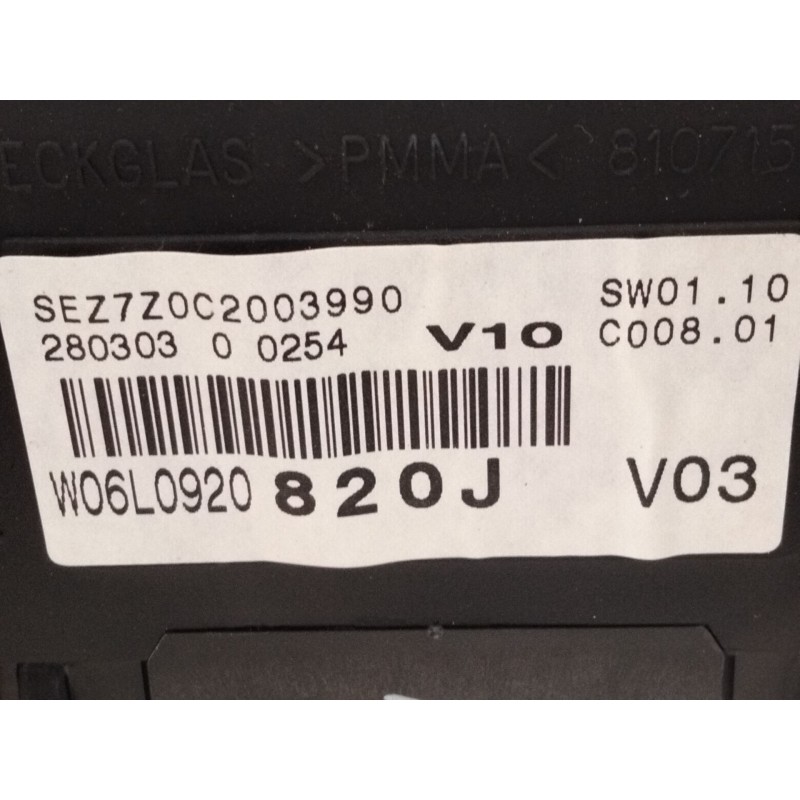 ECKGLAS >PMMA< 810715
SEZ7Z0C2003990
SW01.10
280303 0 0254
V10
C008.01
W06L0920 820J
V03